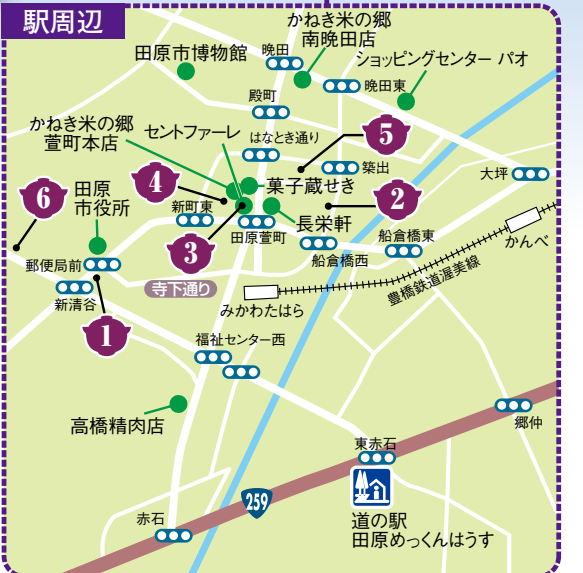 駅周辺
かねき米の郷
南晩田店
田原市博物館
晩田
ショッピングセンター パオ
晩田東
殿町
かねき米の郷
萱町本店
セントファーレ
はなとき通り
5
築出
大坪
菓子蔵せき
4
6
田原
市役所
新町東
長栄軒
2
田原萱町
3
船倉橋西
船倉橋東
かんべ
郵便局前
新清谷
寺下通り
みかわたはら
豊橋鉄道渥美線
1
福祉センター西
高橋精肉店
郷仲
東赤石
259
赤石
道の駅
田原めっくんはうす